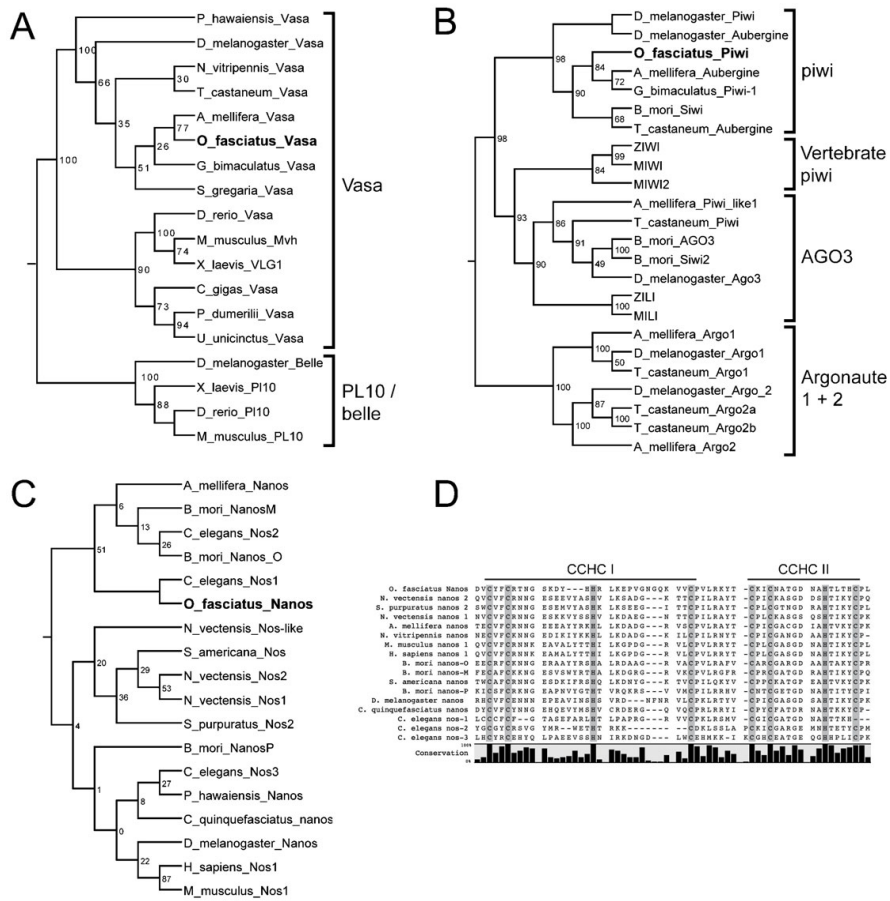 A
P_hawaiensis_Vasa
D_melanogaster_Vasa
N_vitripennis_Vasa
T_castaneum_Vasa
A_mellifera_Vasa
O_fasciatus_Vasa
G_bimaculatus_Vasa
S_gregaria_Vasa
D_rerio_Vasa
M_musculus_Mvh
X_laevis_VLG1
C_gigas_Vasa
P_dumerilii_Vasa
U_unicinctus_Vasa
D_melanogaster_Belle
X_laevis_Pl10
D_rerio_Pl10
M_musculus_PL10
100
66
30
35
77
26
51
100
100
74
90
73
94
100
88
Vasa
PL10 /
belle
B
D_melanogaster_Piwi
D_melanogaster_Aubergine
O_fasciatus_Piwi
A_mellifera_Aubergine
G_bimaculatus_Piwi-1
B_mori_Siwi
T_castaneum_Aubergine
ZIWI
MIWI
MIWI2
A_mellifera_Piwi_like1
T_castaneum_Piwi
B_mori_AGO3
B_mori_Siwi2
D_melanogaster_Ago3
ZILI
MILI
A_mellifera_Argo1
D_melanogaster_Argo1
T_castaneum_Argo1
D_melanogaster_Argo_2
T_castaneum_Argo2a
T_castaneum_Argo2b
A_mellifera_Argo2
98
84
72
90
68
98
99
84
93
86
91
100
49
90
100
100
50
100
87
100
100
piwi
Vertebrate
piwi
AGO3
Argonaute
1 + 2
C
A_mellifera_Nanos
B_mori_NanosM
C_elegans_Nos2
B_mori_Nanos_O
C_elegans_Nos1
O_fasciatus_Nanos
N_vectensis_Nos-like
S_americana_Nos
N_vectensis_Nos2
N_vectensis_Nos1
S_purpuratus_Nos2
B_mori_NanosP
C_elegans_Nos3
P_hawaiensis_Nanos
C_quinquefasciatus_nanos
D_melanogaster_Nanos
H_sapiens_Nos1
M_musculus_Nos1
6
13
26
51
20
29
53
36
4
1
27
8
0
22
87
D
CCHC I CCHC II
O. fasciatus Nanos
N. vectensis nanos 2
S. purpuratus nanos 2
N. vectensis nanos 1
A. mellifera nanos
N. vitripennis nanos
M. musculus nanos 1
H. sapiens nanos 1
B. mori nanos-O
B. mori nanos-M
S. americana nanos
B. mori nanos-P
D. melanogaster nanos
C. quinquefasciatus nanos
C. elegans nos-1
C. elegans nos-2
C. elegans nos-3
Conservation